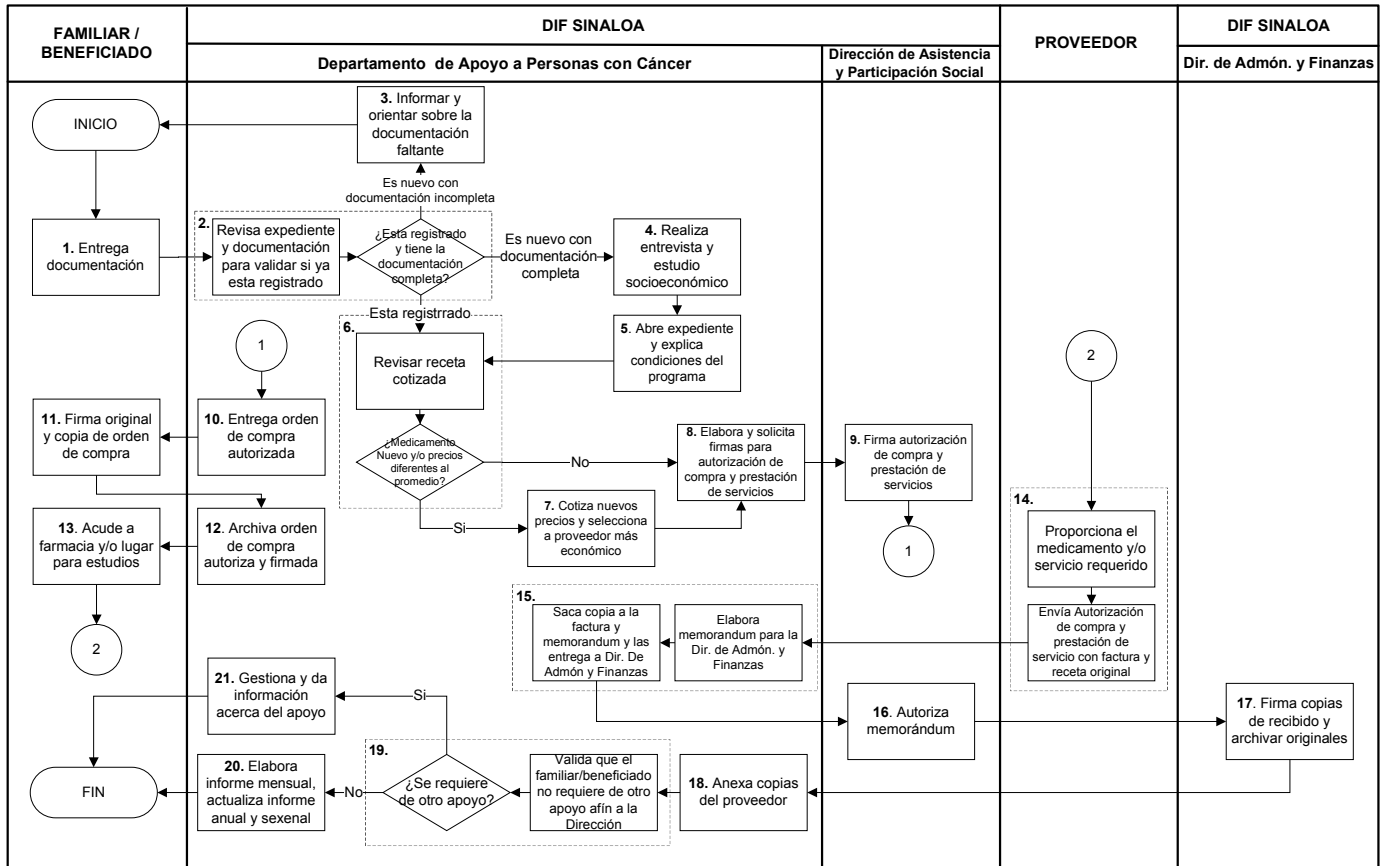 FAMILIAR /
BENEFICIADO
DIF SINALOA
Departamento de Apoyo a Personas con Cáncer
Dirección de Asistencia
y Participación Social
PROVEEDOR
DIF SINALOA
Dir. de Admón. y Finanzas
INICIO
3. Informar y
orientar sobre la
documentación
faltante
Es nuevo con
documentación incompleta
1. Entrega
documentación
2.
Revisa expediente
y documentación
para validar si ya
esta registrado
¿Está registrado
y tiene la
documentación
completa?
Es nuevo con
documentación
completa
4. Realiza
entrevista y
estudio
socioeconómico
Esta registrrado
5. Abre expediente
y explica
condiciones del
programa
6.
Revisar receta
cotizada
1
2
11. Firma original
y copia de orden
de compra
10. Entrega orden
de compra
autorizada
¿Medicamento
Nuevo y/o precios
diferentes al
promedio?
No
8. Elabora y solicita
firmas para
autorización de
compra y prestación
de servicios
9. Firma autorización
de compra y
prestación de
servicios
Si
7. Cotiza nuevos
precios y selecciona
a proveedor más
económico
1
13. Acude a
farmacia y/o lugar
para estudios
12. Archiva orden
de compra
autoriza y firmada
14.
Proporciona el
medicamento y/o
servicio requerido
Envía Autorización
de compra y
prestación de
servicio con factura y
receta original
2
15.
Saca copia a la
factura y
memorandum y las
entrega a Dir. De
Admón y Finanzas
Elabora
memorandum para la
Dir. de Admón. y
Finanzas
21. Gestiona y da
información
acerca del apoyo
Si
16. Autoriza
memorándum
17. Firma copias
de recibido y
archivar originales
FIN
20. Elabora
informe mensual,
actualiza informe
anual y sexenal
No
19.
¿Se requiere
de otro apoyo?
Valida que el
familiar/beneficiado
no requiere de otro
apoyo afín a la
Dirección
18. Anexa copias
del proveedor